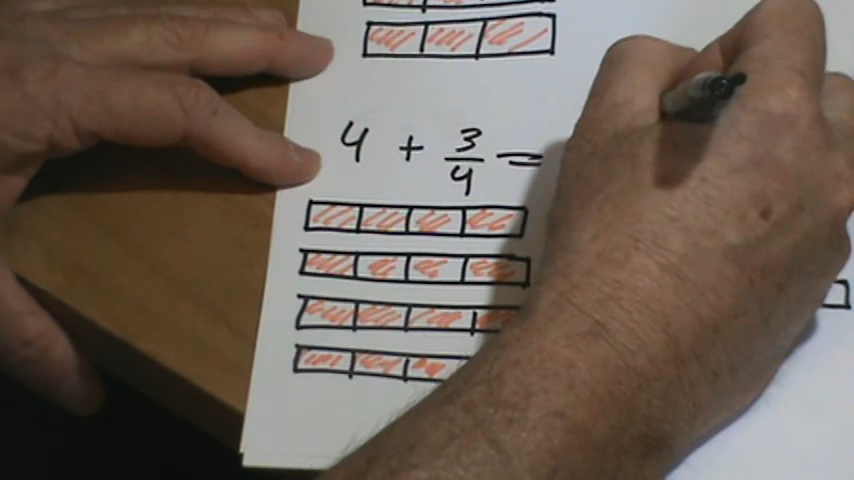 4 + 3/4 =